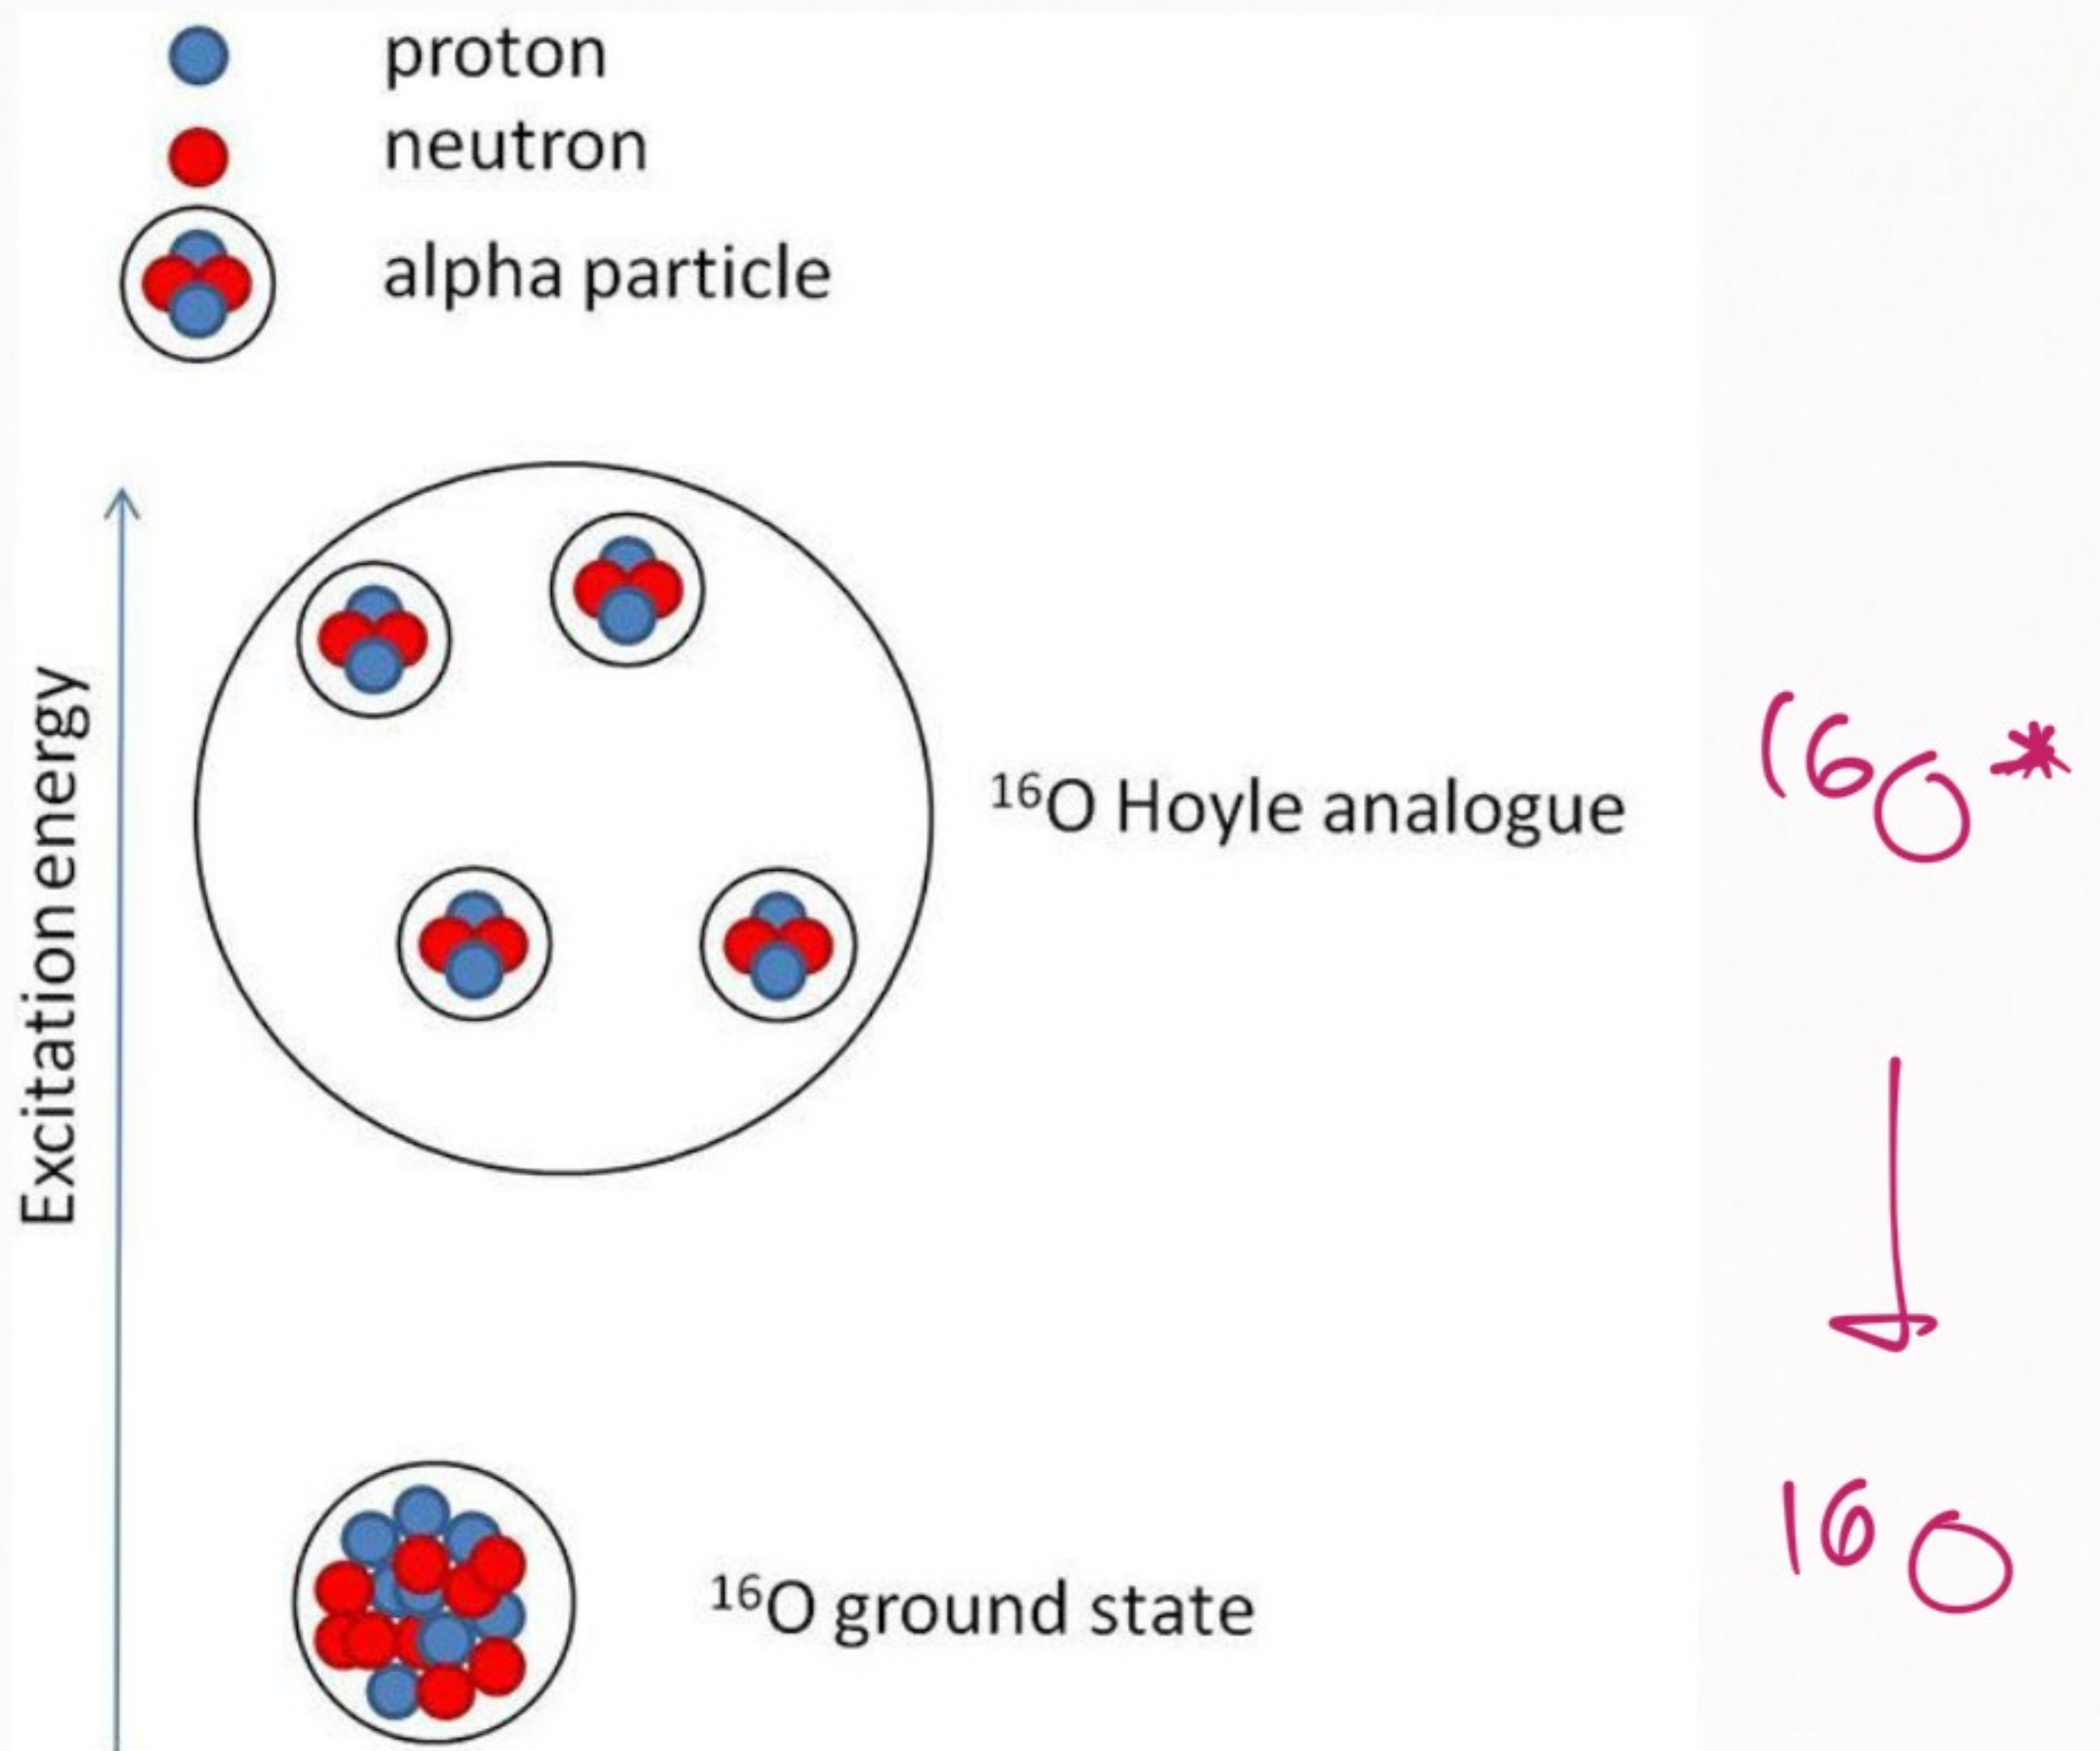 proton
neutron
alpha particle
Excitation energy
¹⁶O Hoyle analogue
¹⁶O*
¹⁶O ground state
¹⁶O